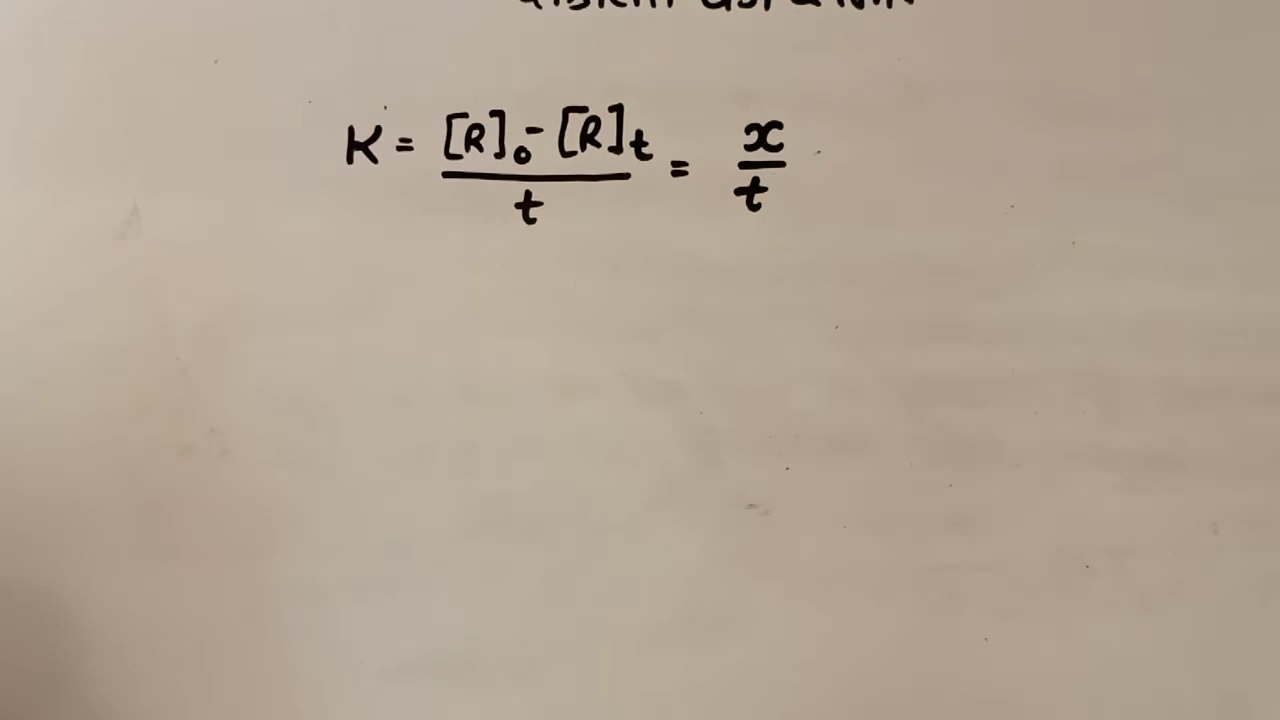 K = [R]₀ - [R]t / t = x / t